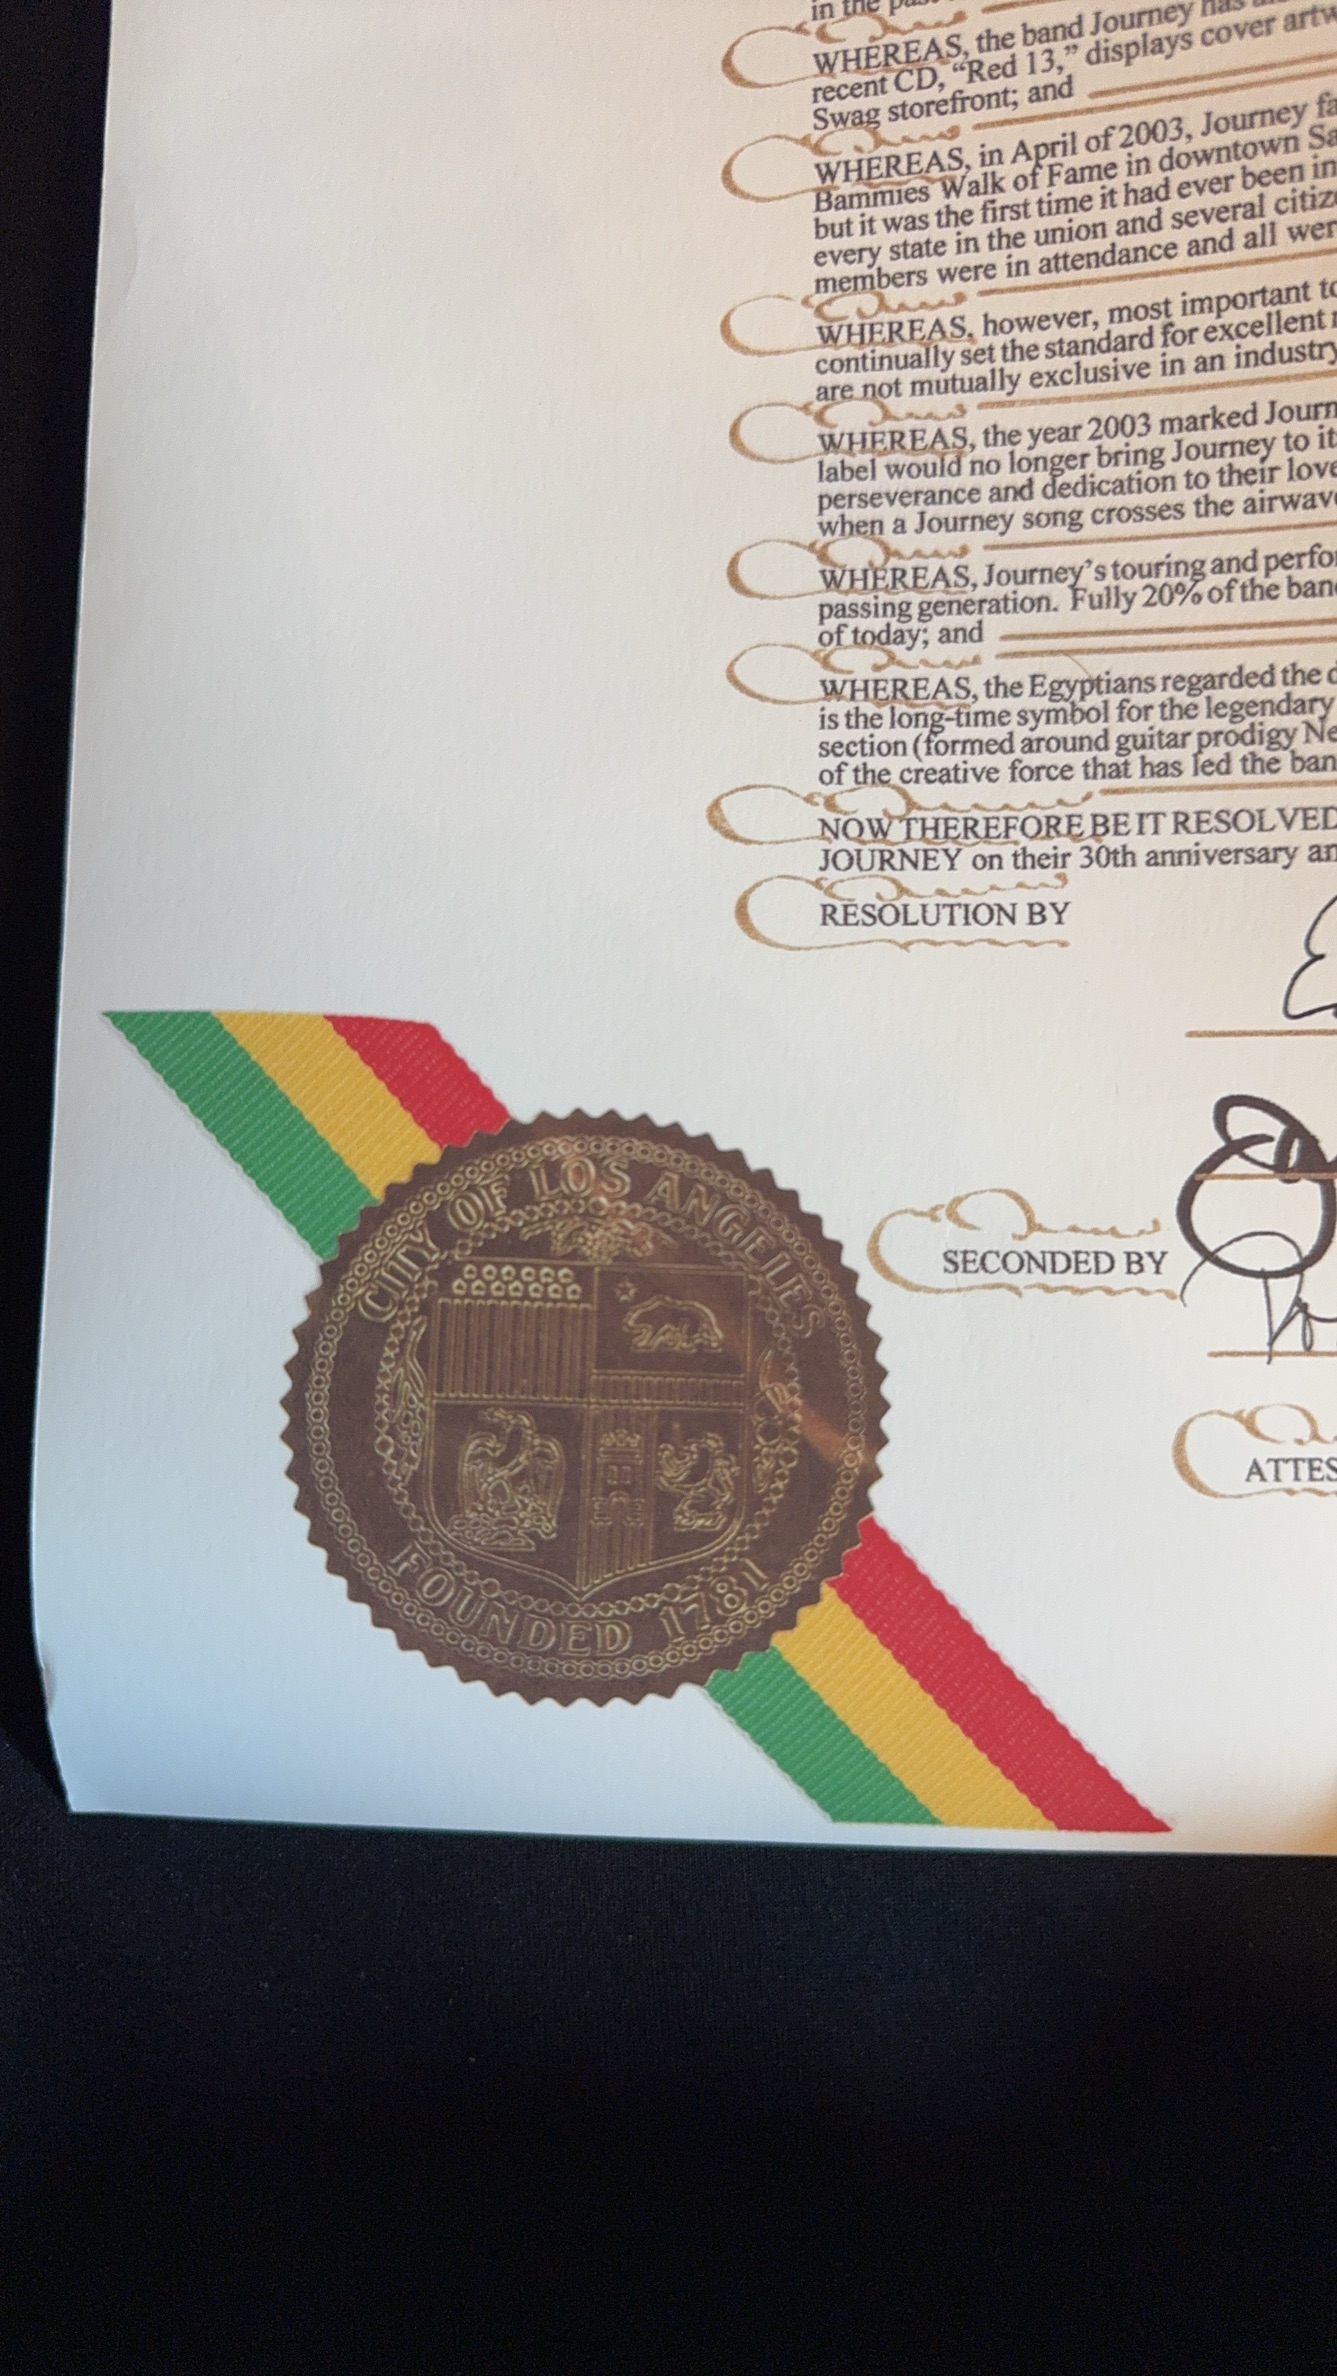 in the
WHEREAS, the band Journey has
recent CD, “Red 13,” displays cover
Swag storefront; and
WHEREAS, in April of 2003, Journey
Bammies Walk of Fame in downtown
but it was the first time it had ever been in
every state in the union and several
members were in attendance and all
WHEREAS, however, most important
continually set the standard for excellent
are not mutually exclusive in an industry
WHEREAS, the year 2003 marked
label would no longer bring Journey to
perseverance and dedication to their
when a Journey song crosses the
WHEREAS, Journey’s touring and
passing generation. Fully 20% of the
of today; and
WHEREAS, the Egyptians regarded the
is the long-time symbol for the legendary
section (formed around guitar prodigy
of the creative force that has led the
NOW THEREFORE BE IT RESOLVED
JOURNEY on their 30th anniversary
RESOLUTION BY
SECONDED BY
CITY OF LOS ANGELES
FOUNDED 1781